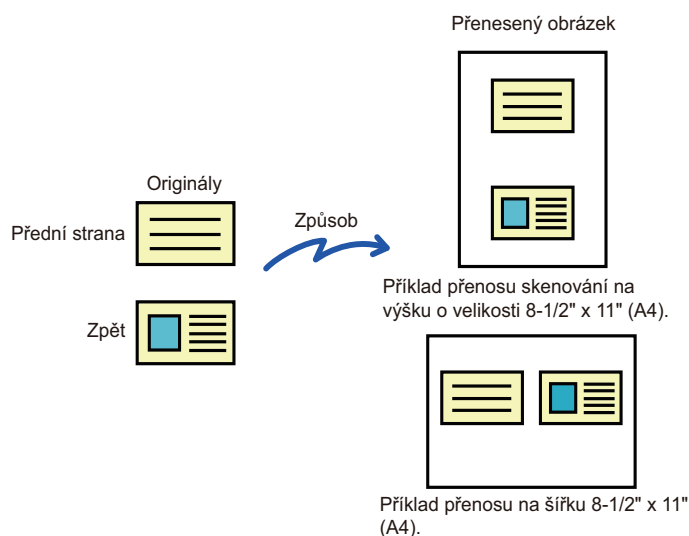 Přenesený obrázek
Originály
Přední strana
Způsob
Zpět
Příklad přenosu skenování na
výšku o velikosti 8-1/2" x 11" (A4).
Příklad přenosu na šířku 8-1/2" x 11"
(A4).